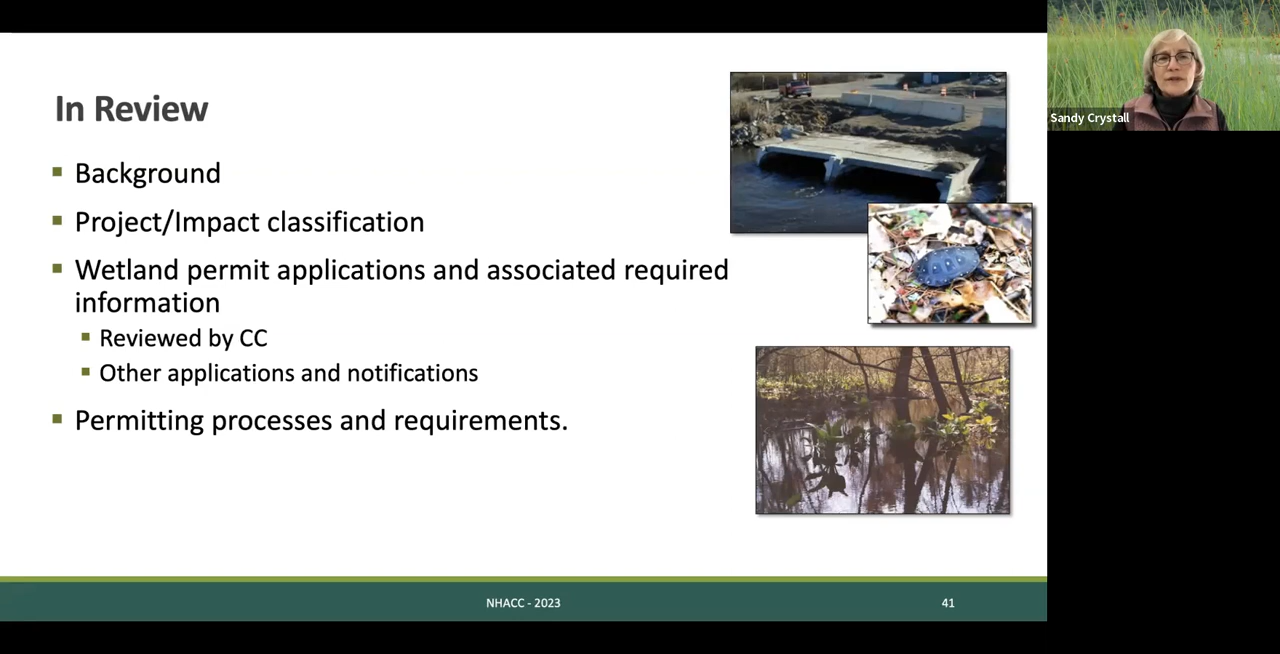 In Review
Background
Project/Impact classification
Wetland permit applications and associated required
information
Reviewed by CC
Other applications and notifications
Permitting processes and requirements.
NHACC - 2023
41
Sandy Crystall